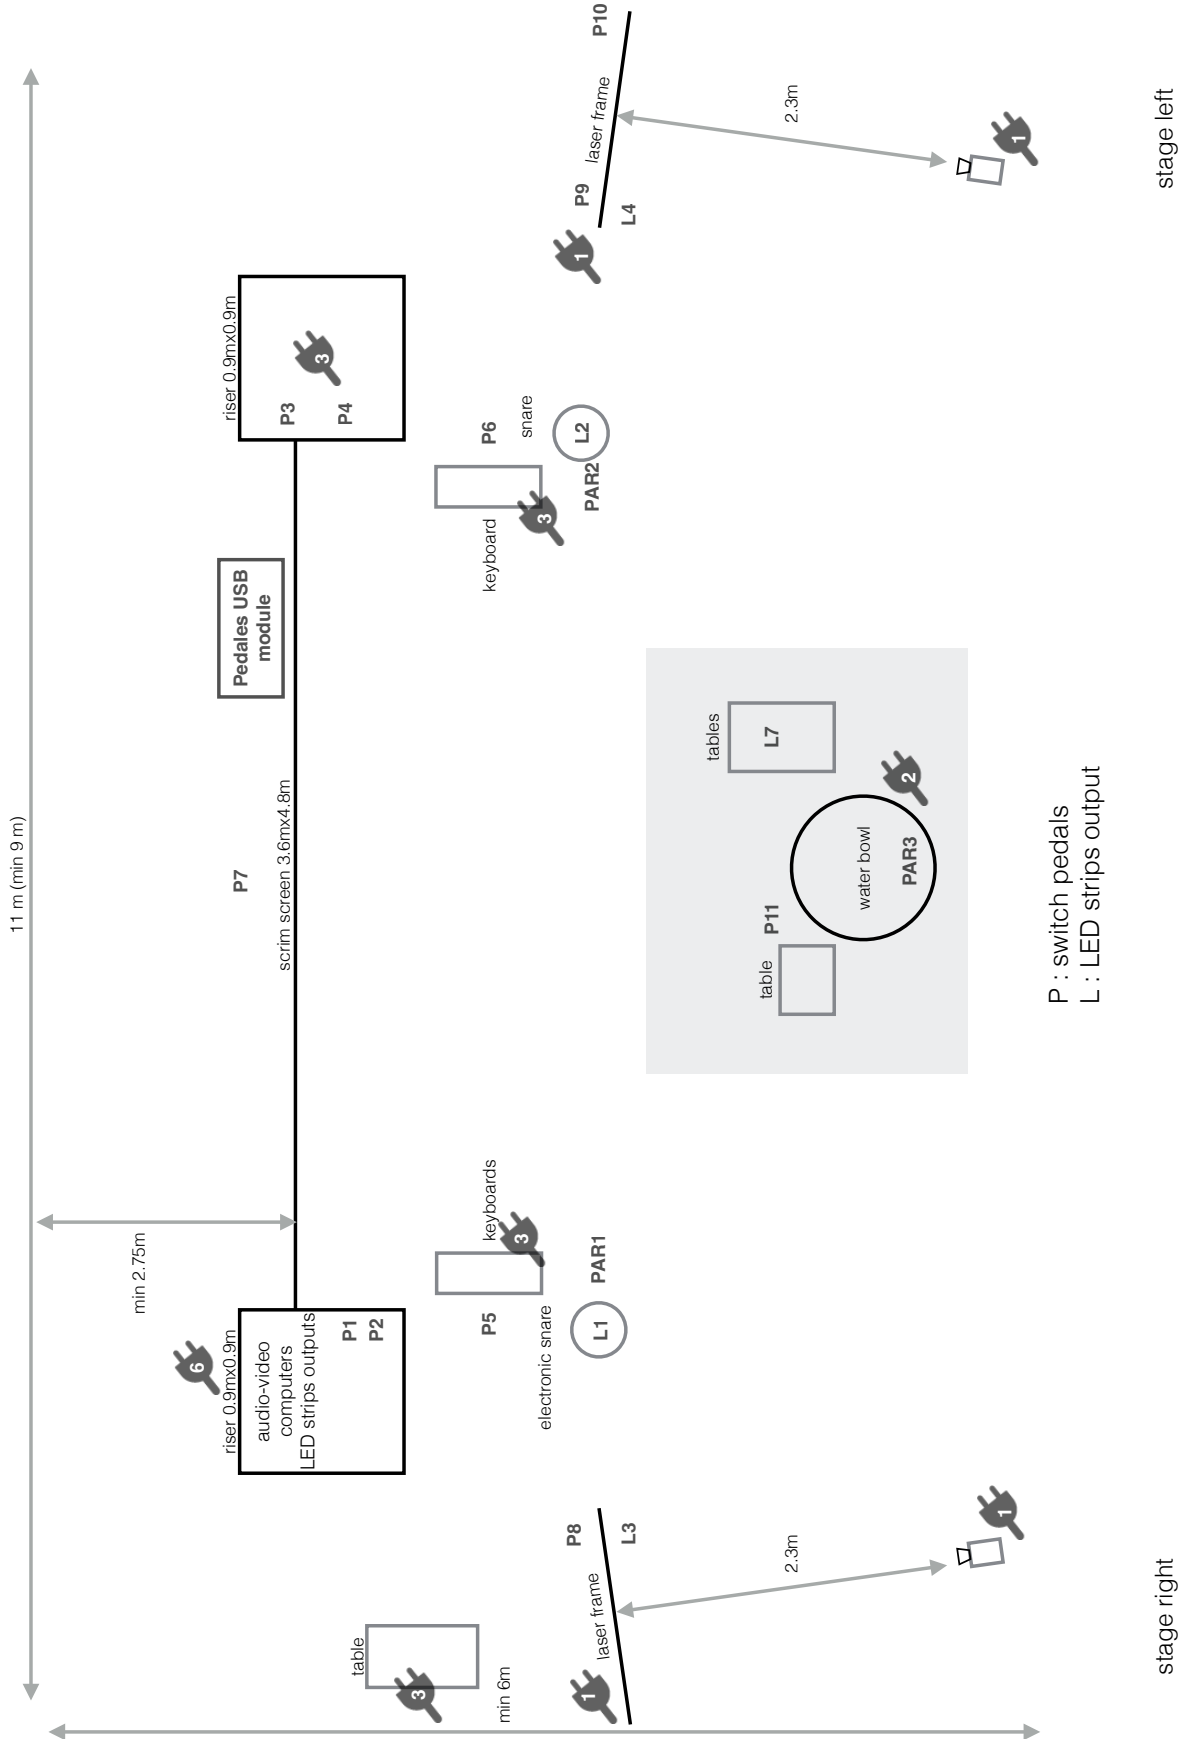 11 m (min 9 m)
min 2.75m
6
riser 0.9mx0.9m
audio-video
computers
LED strips outputs
P1
P2
P7
scrim screen 3.6mx4.8m
Pedales USB
module
riser 0.9mx0.9m
P3
P4
3
table
3
min 6m
P5
keyboards
3
electronic snare
L1
PAR1
keyboard
3
P6
snare
L2
PAR2
1
laser frame
P8
L3
2.3m
1
1
P9
laser frame
P10
L4
2.3m
1
table
P11
water bowl
PAR3
tables
L7
2
P : switch pedals
L : LED strips output
stage right
stage left